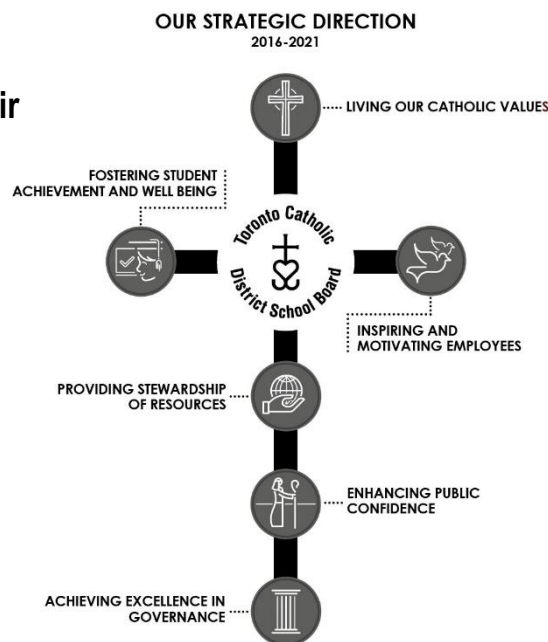 OUR STRATEGIC DIRECTION
2016-2021
ir
LIVING OUR CATHOLIC VALUES
FOSTERING STUDENT
ACHIEVEMENT AND WELL BEING
Toronto Catholic
District School Board
INSPIRING AND
MOTIVATING EMPLOYEES
PROVIDING STEWARDSHIP
OF RESOURCES
ENHANCING PUBLIC
CONFIDENCE
ACHIEVING EXCELLENCE IN
GOVERNANCE